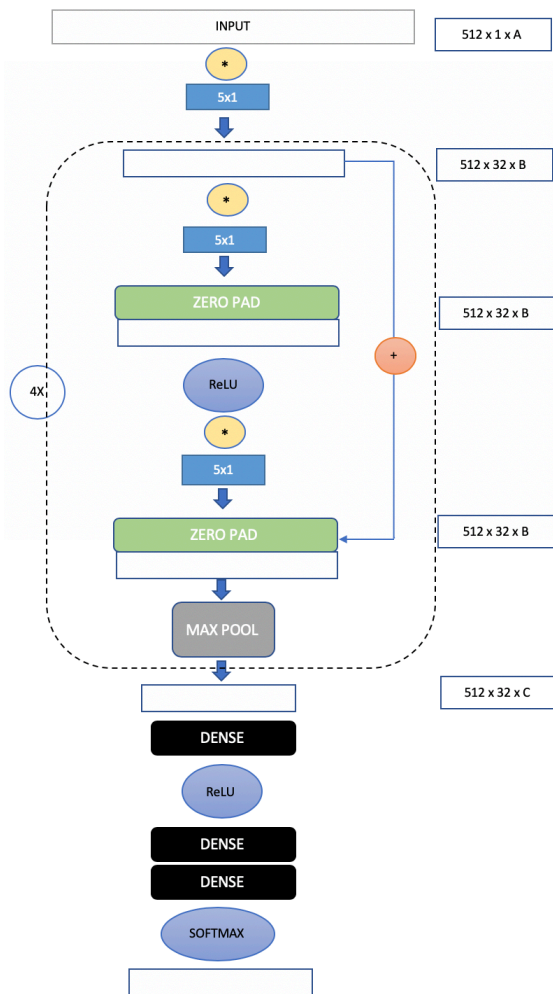 INPUT
512 x 1 x A
*
5x1
512 x 32 x B
*
5x1
ZERO PAD
512 x 32 x B
+
4X
ReLU
*
5x1
ZERO PAD
512 x 32 x B
MAX POOL
512 x 32 x C
DENSE
ReLU
DENSE
DENSE
SOFTMAX